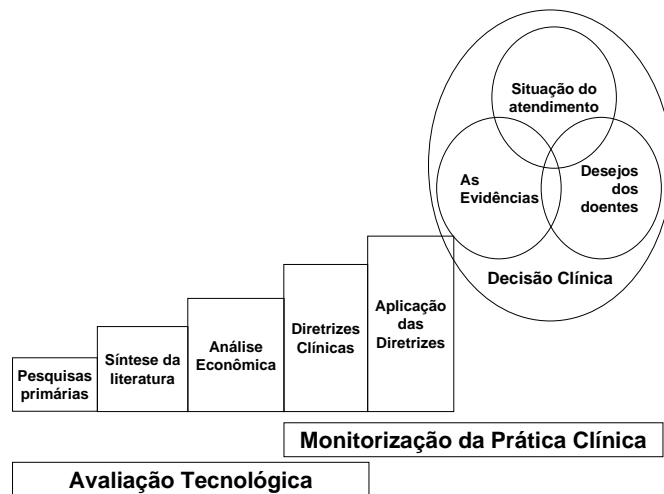 Situação do
atendimento
As
Evidências
Desejos
dos
doentes
Decisão Clínica
Pesquisas
primárias
Síntese da
literatura
Análise
Econômica
Diretrizes
Clínicas
Aplicação
das
Diretrizes
Monitorização da Prática Clínica
Avaliação Tecnológica